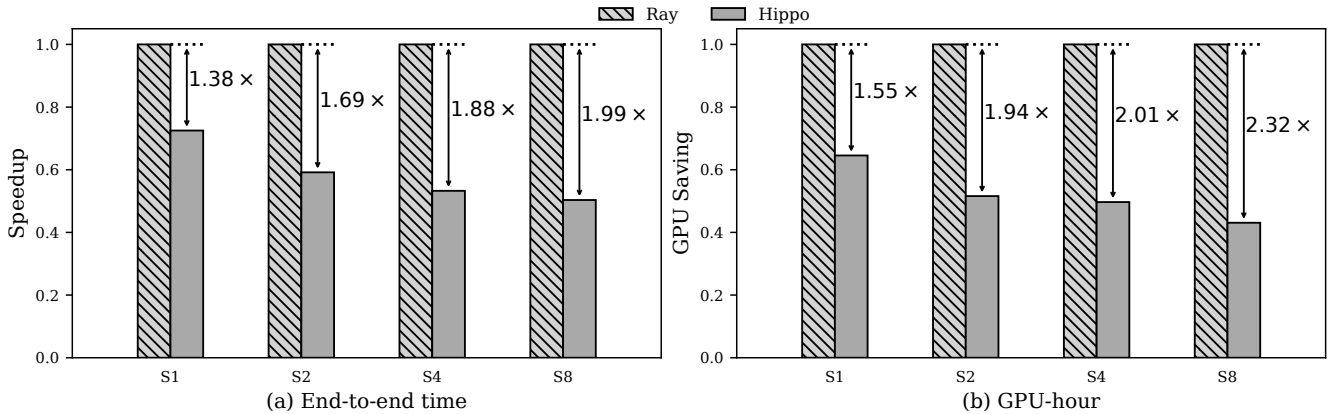 Ray Hippo
Speedup
1.0
0.8
0.6
0.4
0.2
0.0
1.38 ×
1.69 ×
1.88 ×
1.99 ×
S1 S2 S4 S8
(a) End-to-end time
GPU Saving
1.0
0.8
0.6
0.4
0.2
0.0
1.55 ×
1.94 ×
2.01 ×
2.32 ×
S1 S2 S4 S8
(b) GPU-hour